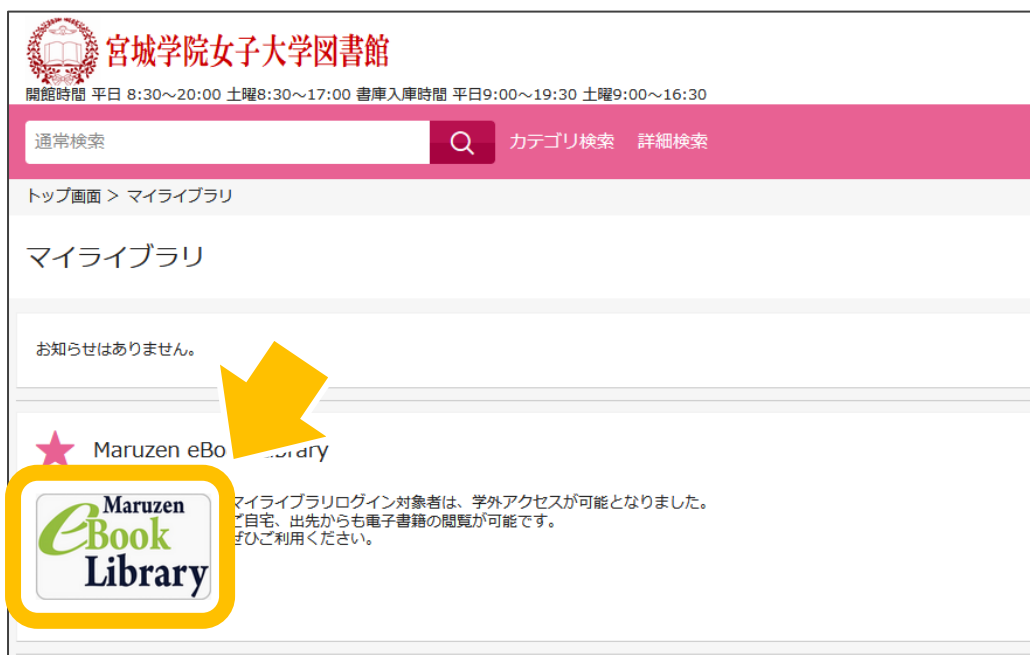 宮城学院女子大学図書館
開館時間 平日 8:30～20:00 土曜8:30～17:00 書庫入庫時間 平日9:00～19:30 土曜9:00～16:30
通常検索
カテゴリ検索 詳細検索
トップ画面 > マイライブラリ
マイライブラリ
お知らせはありません。
Maruzen eBo
Maruzen
eBook
Library
マイライブラリログイン対象者は、学外アクセスが可能となりました。
ご自宅、出先からも電子書籍の閲覧が可能です。
ぜひご利用ください。